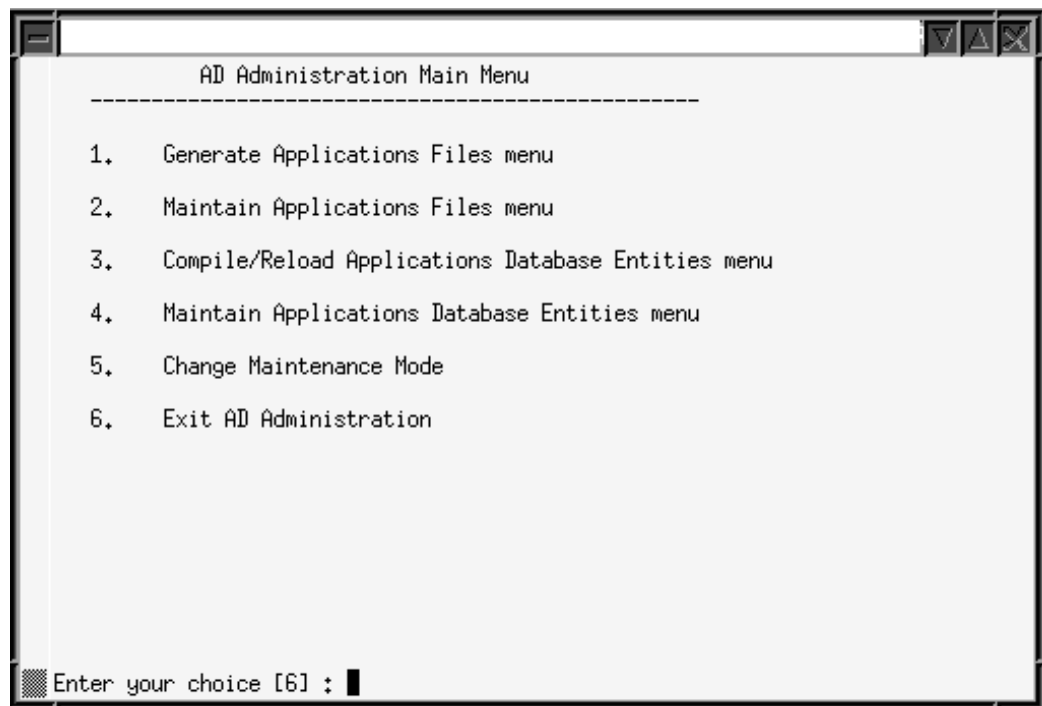 AD Administration Main Menu
--------------------------------------------------
1. Generate Applications Files menu
2. Maintain Applications Files menu
3. Compile/Reload Applications Database Entities menu
4. Maintain Applications Database Entities menu
5. Change Maintenance Mode
6. Exit AD Administration
Enter your choice [6] :